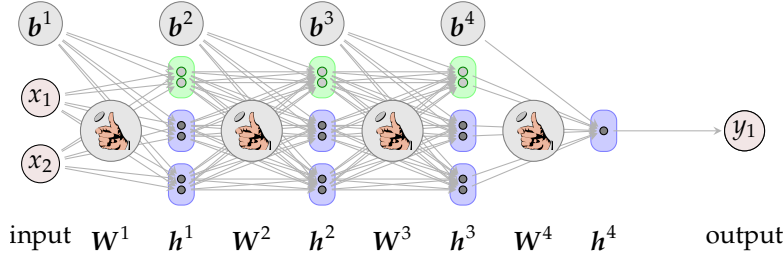 b¹ b² b³ b⁴
x₁
y₁
x₂
input W¹ h¹ W² h² W³ h³ W⁴ h⁴ output